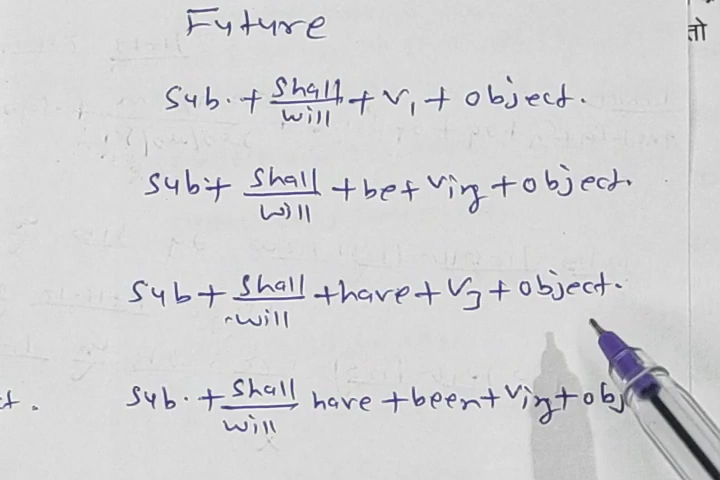 Future
तो
Sub. + Shall/will + V1 + object.
Sub + Shall/will + be + Ving + object.
Sub + Shall/will + have + V3 + object.
Sub. + Shall/will have + been + Ving + obj